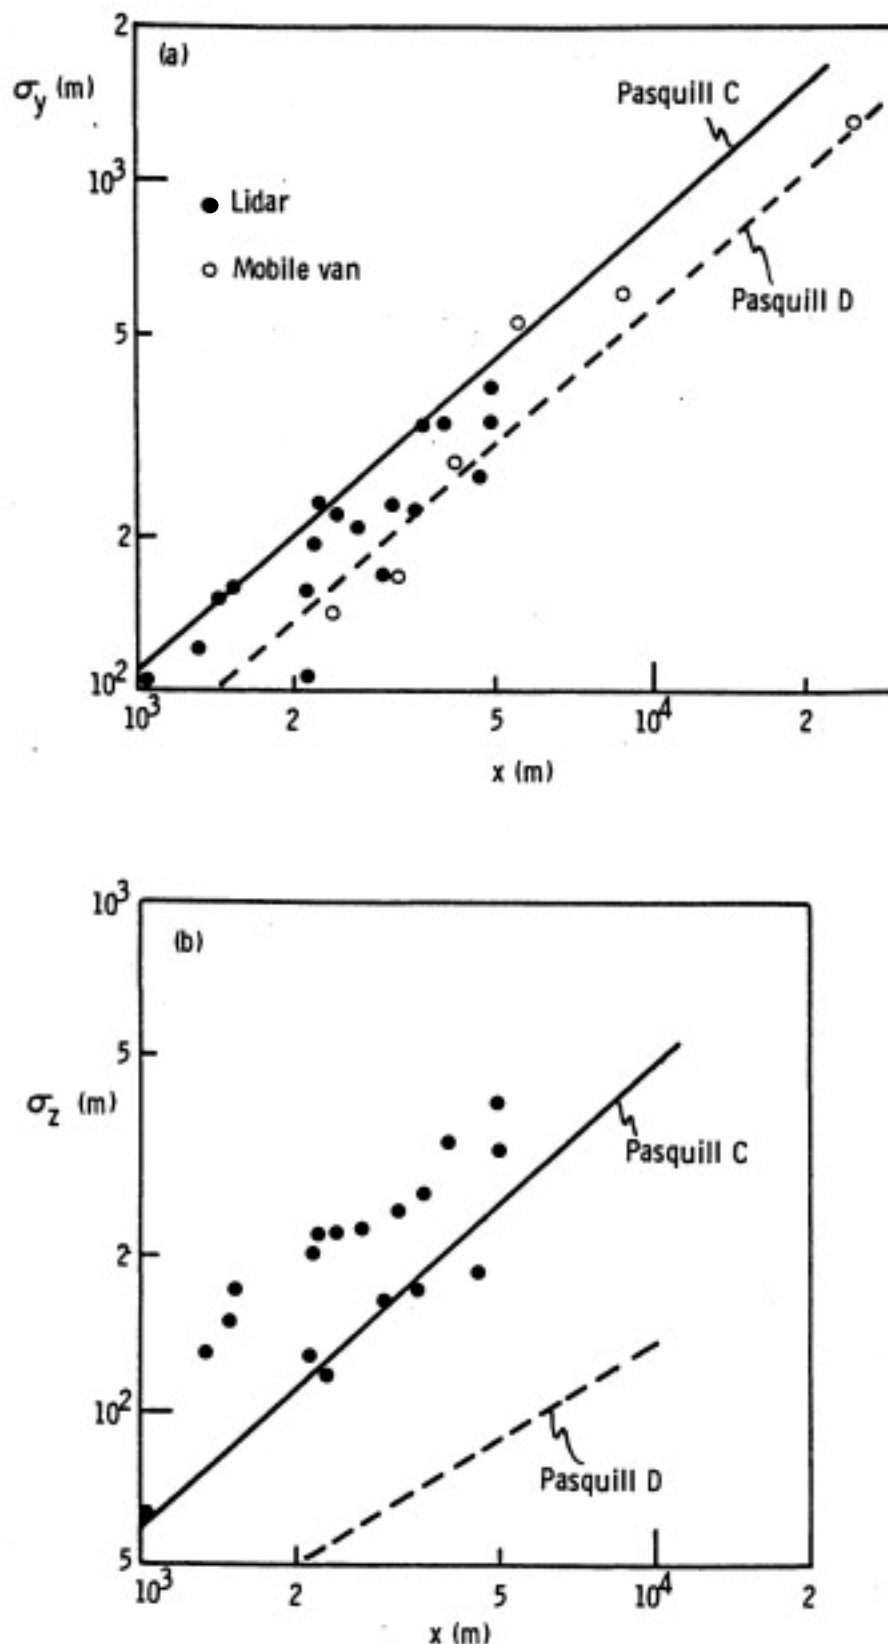 2
(a)
σy (m)
Pasquill C
10³
Lidar
Mobile van
Pasquill D
5
2
10²
10³ 2 5 10⁴ 2
x (m)
10³
(b)
5
σz (m)
Pasquill C
2
10²
Pasquill D
5
10³ 2 5 10⁴ 2
x (m)